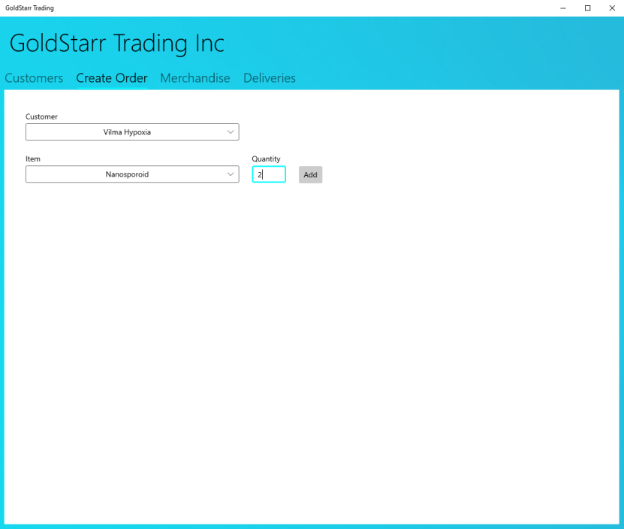 GoldStarr Trading
GoldStarr Trading Inc
Customers Create Order Merchandise Deliveries
Customer
Vilma Hypoxia
Item Quantity
Nanosporoid 2 Add